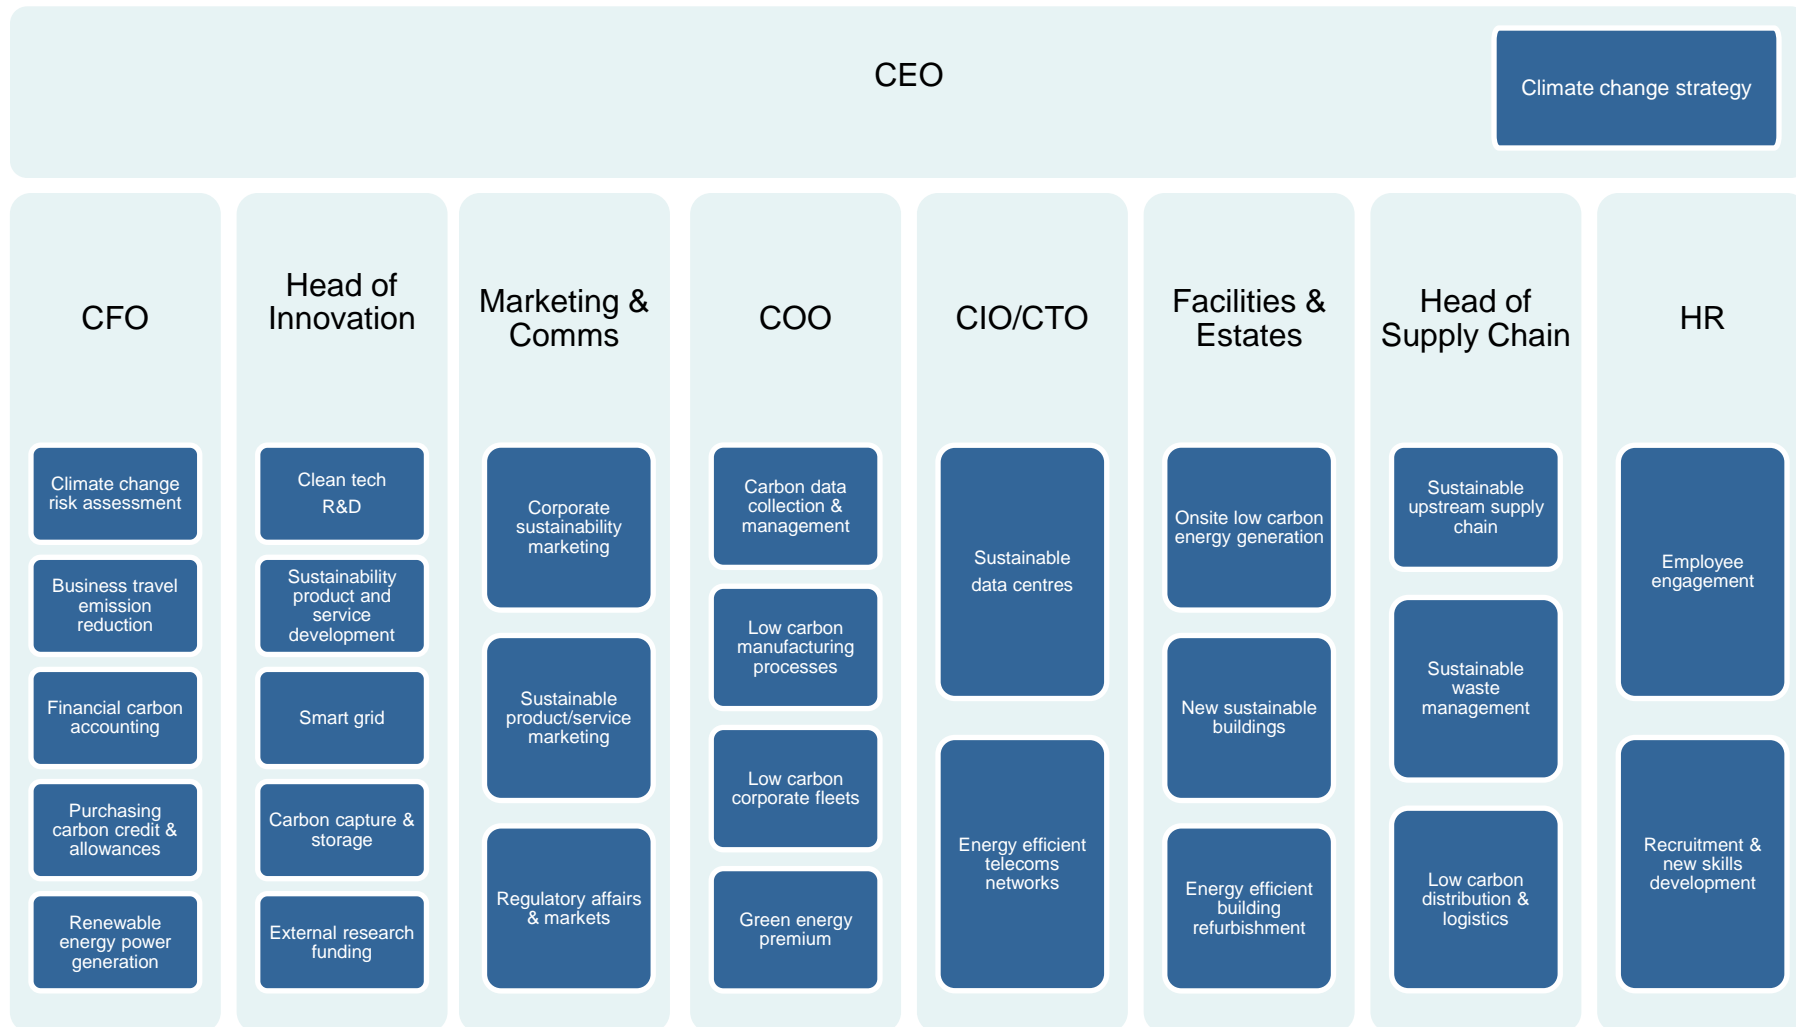 CEO
Climate change strategy
CFO
Climate change
risk assessment
Business travel
emission
reduction
Financial carbon
accounting
Purchasing
carbon credit &
allowances
Renewable
energy power
generation
Head of
Innovation
Clean tech
R&D
Sustainability
product and
service
development
Smart grid
Carbon capture &
storage
External research
funding
Marketing &
Comms
Corporate
sustainability
marketing
Sustainable
product/service
marketing
Regulatory affairs
& markets
COO
Carbon data
collection &
management
Low carbon
manufacturing
processes
Low carbon
corporate fleets
Green energy
premium
CIO/CTO
Sustainable
data centres
Energy efficient
telecoms
networks
Facilities &
Estates
Onsite low carbon
energy generation
New sustainable
buildings
Energy efficient
building
refurbishment
Head of
Supply Chain
Sustainable
upstream supply
chain
Sustainable
waste
management
Low carbon
distribution &
logistics
HR
Employee
engagement
Recruitment &
new skills
development